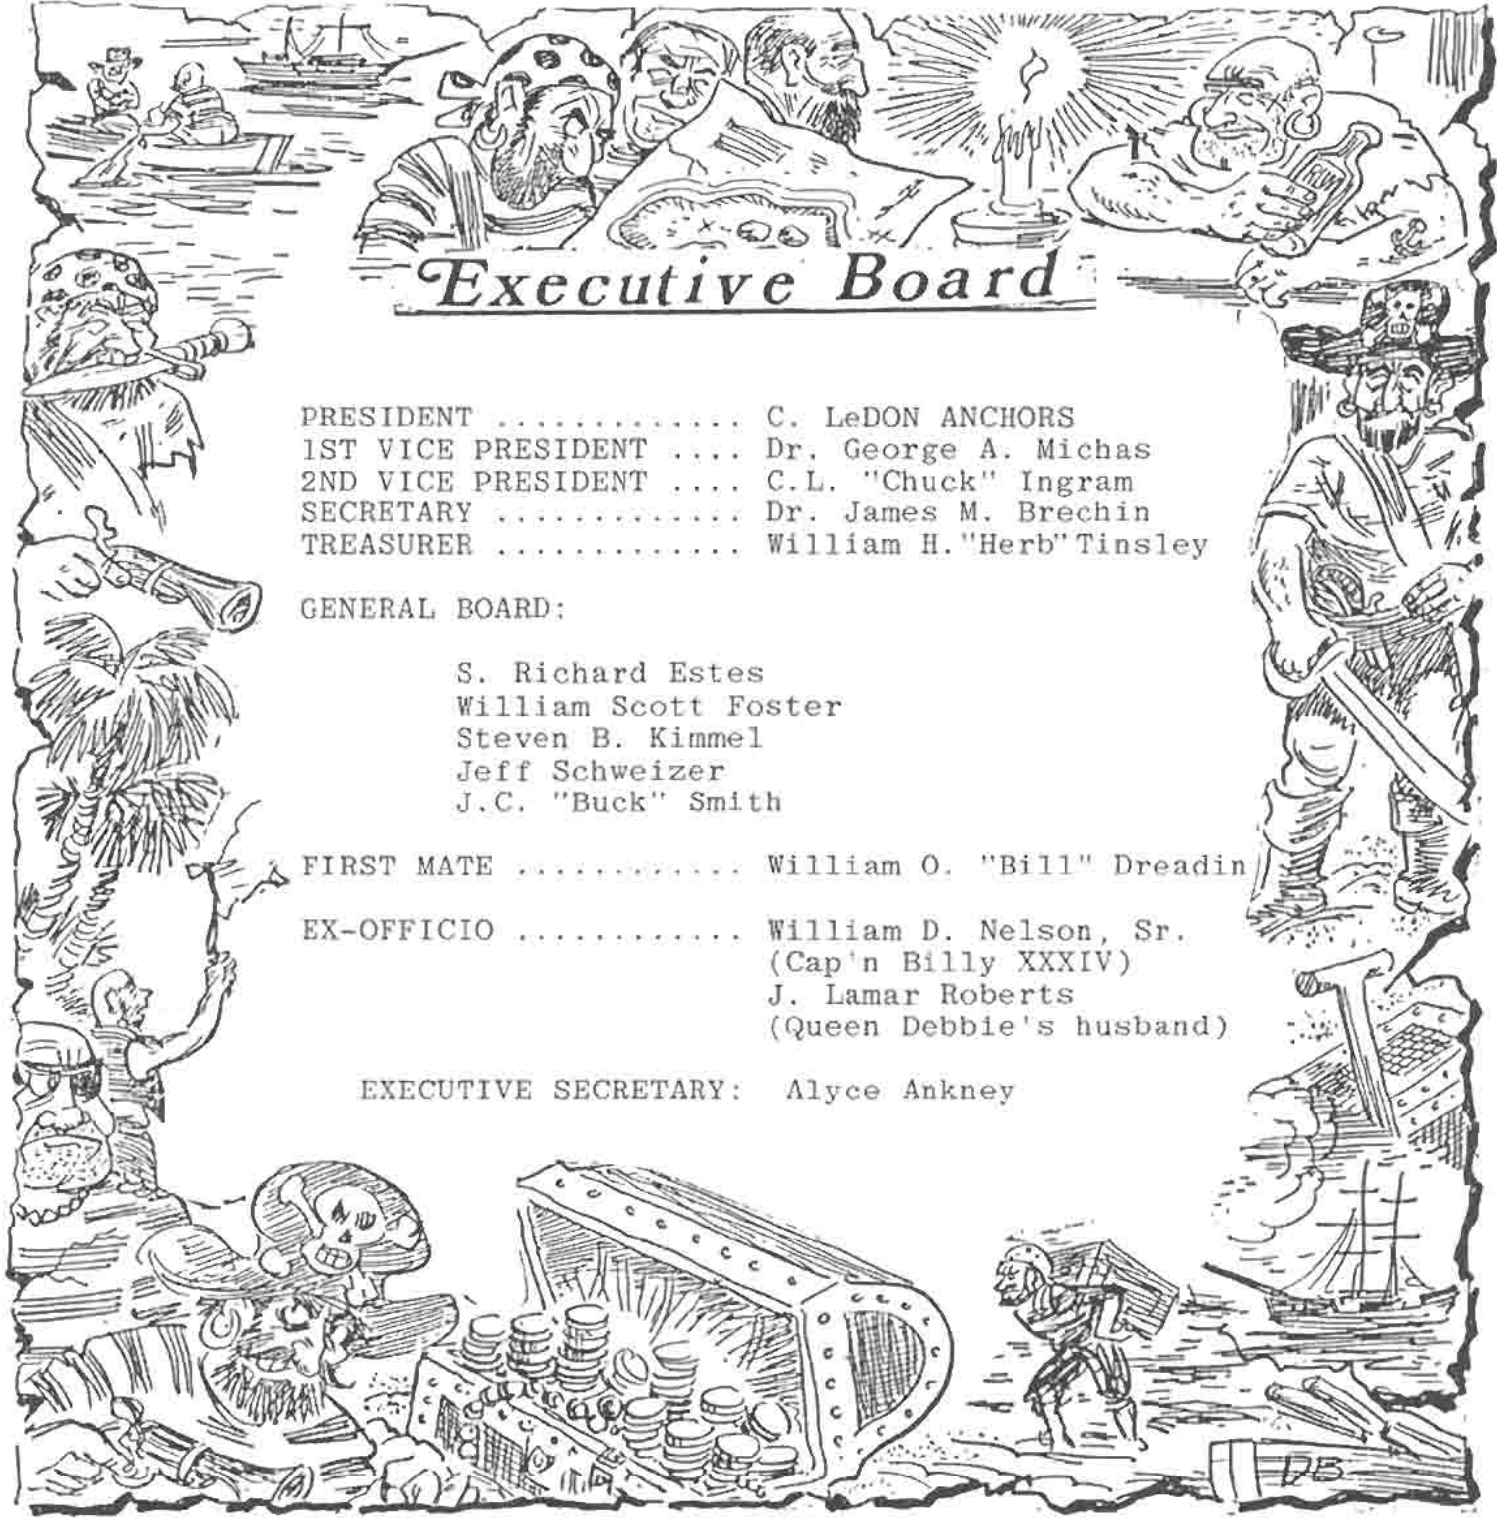 RUM
Executive Board
PRESIDENT ............. C. LeDON ANCHORS
1ST VICE PRESIDENT .... Dr. George A. Michas
2ND VICE PRESIDENT .... C.L. "Chuck" Ingram
SECRETARY ............. Dr. James M. Brechin
TREASURER ............. William H."Herb"Tinsley
GENERAL BOARD:
S. Richard Estes
William Scott Foster
Steven B. Kimmel
Jeff Schweizer
J.C. "Buck" Smith
FIRST MATE ............ William O. "Bill" Dreadin
EX-OFFICIO ............ William D. Nelson, Sr.
(Cap'n Billy XXXIV)
J. Lamar Roberts
(Queen Debbie's husband)
EXECUTIVE SECRETARY: Alyce Ankney
DB